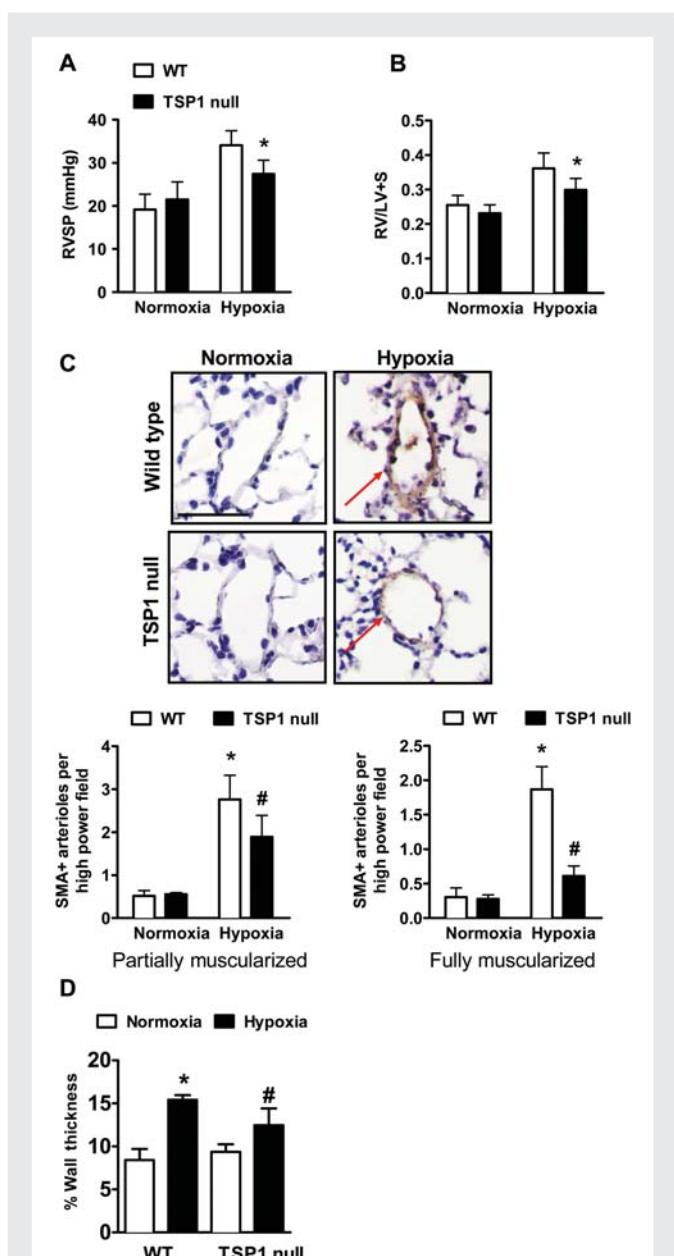 A
WT
TSP1 null
RVSP (mmHg)
40
30
20
10
0
*
Normoxia Hypoxia
B
RV/LV+S
0.5
0.4
0.3
0.2
0.1
0.0
*
Normoxia Hypoxia
C
Normoxia Hypoxia
Wild type
TSP1 null
WT TSP1 null
SMA+ arterioles per
high power field
4
3
2
1
0
*
#
Normoxia Hypoxia
Partially muscularized
WT TSP1 null
SMA+ arterioles per
high power field
2.5
2.0
1.5
1.0
0.5
0.0
*
#
Normoxia Hypoxia
Fully muscularized
D
Normoxia Hypoxia
% Wall thickness
20
15
10
5
0
*
#
WT TSP1 null